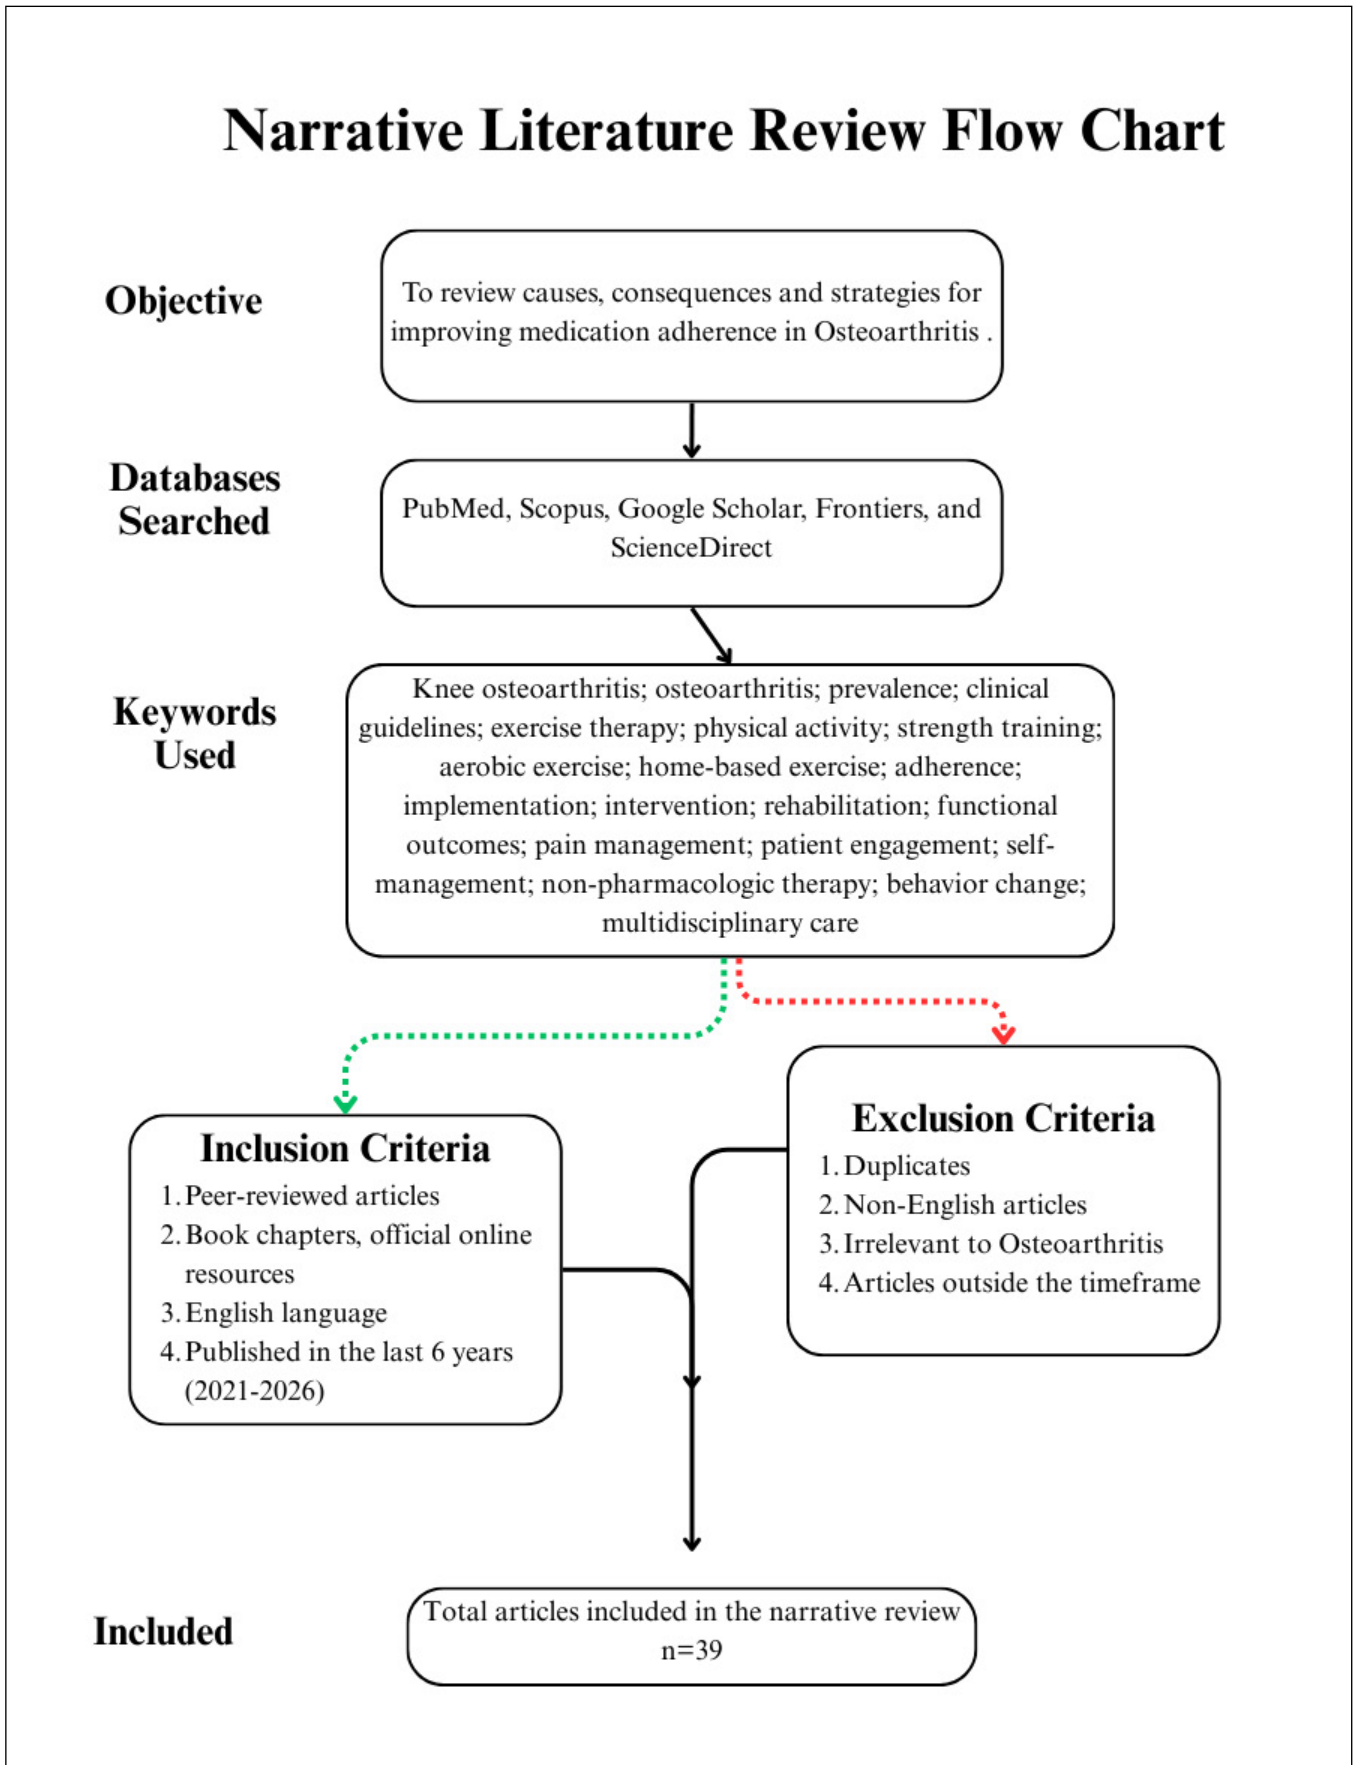 Narrative Literature Review Flow Chart
Objective
To review causes, consequences and strategies for
improving medication adherence in Osteoarthritis .
Databases
Searched
PubMed, Scopus, Google Scholar, Frontiers, and
ScienceDirect
Keywords
Used
Knee osteoarthritis; osteoarthritis; prevalence; clinical
guidelines; exercise therapy; physical activity; strength training;
aerobic exercise; home-based exercise; adherence;
implementation; intervention; rehabilitation; functional
outcomes; pain management; patient engagement; self-
management; non-pharmacologic therapy; behavior change;
multidisciplinary care
Inclusion Criteria
1. Peer-reviewed articles
2. Book chapters, official online
resources
3. English language
4. Published in the last 6 years
(2021-2026)
Exclusion Criteria
1. Duplicates
2. Non-English articles
3. Irrelevant to Osteoarthritis
4. Articles outside the timeframe
Included
Total articles included in the narrative review
n=39